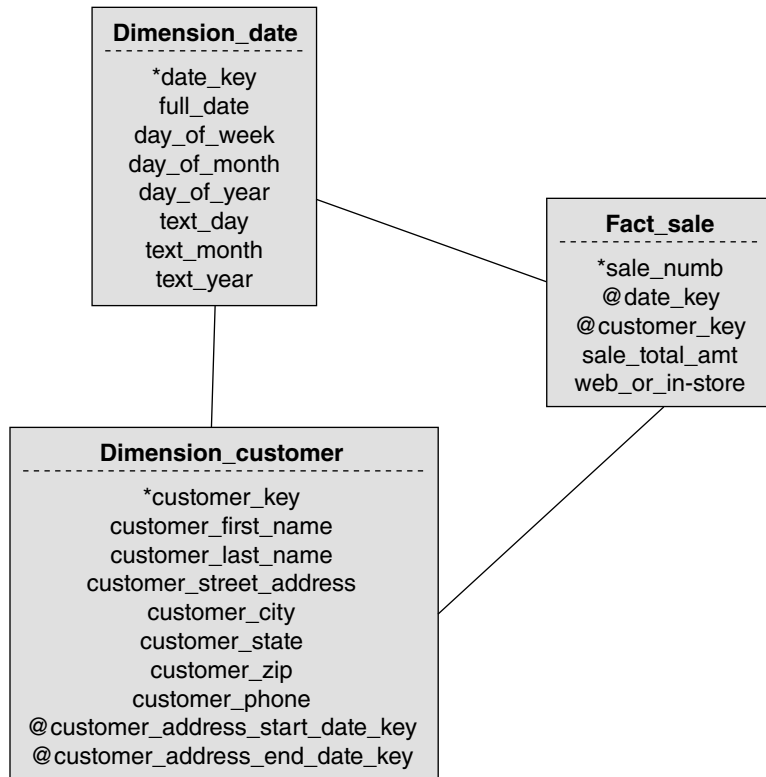 Dimension_date
*date_key
full_date
day_of_week
day_of_month
day_of_year
text_day
text_month
text_year
Fact_sale
*sale_numb
@date_key
@customer_key
sale_total_amt
web_or_in-store
Dimension_customer
*customer_key
customer_first_name
customer_last_name
customer_street_address
customer_city
customer_state
customer_zip
customer_phone
@customer_address_start_date_key
@customer_address_end_date_key